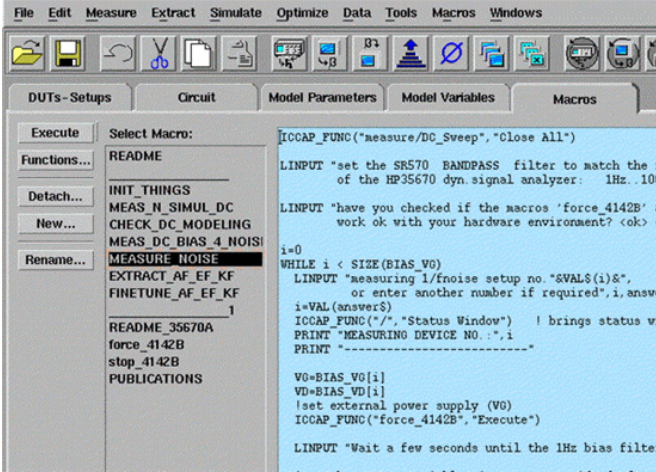 File Edit Measure Extract Simulate Optimize Data Tools Macros Windows
DUTs-Setups Circuit Model Parameters Model Variables Macros
Execute
Functions...
Detach...
New...
Rename...
Select Macro:
README
INIT_THINGS
MEAS_N_SIMUL_DC
CHECK_DC_MODELING
MEAS_DC_BIAS_4_NOISI
MEASURE_NOISE
EXTRACT_AF_EF_KF
FINETUNE_AF_EF_KF
____________________1
README_35670A
force_4142B
stop_4142B
PUBLICATIONS
ICCAP_FUNC("measure/DC_Sweep","Close All")
LINPUT "set the SR570 BANDPASS filter to match the
of the HP35670 dyn.signal analyzer: 1Hz..10
LINPUT "have you checked if the macros 'force_4142B'
work ok with your hardware environment? <ok>
i=0
WHILE i < SIZE(BIAS_VG)
LINPUT "measuring 1/fnoise setup no."&VAL$(i)&",
or enter another number if required",i,answ
i=VAL(answer$)
ICCAP_FUNC("/","Status Window") ! brings status w
PRINT "MEASURING DEVICE NO.:",i
PRINT "--------------------------"
VG=BIAS_VG[i]
VD=BIAS_VD[i]
!set external power supply (VG)
ICCAP_FUNC("force_4142B","Execute")
LINPUT "Wait a few seconds until the 1Hz bias filte